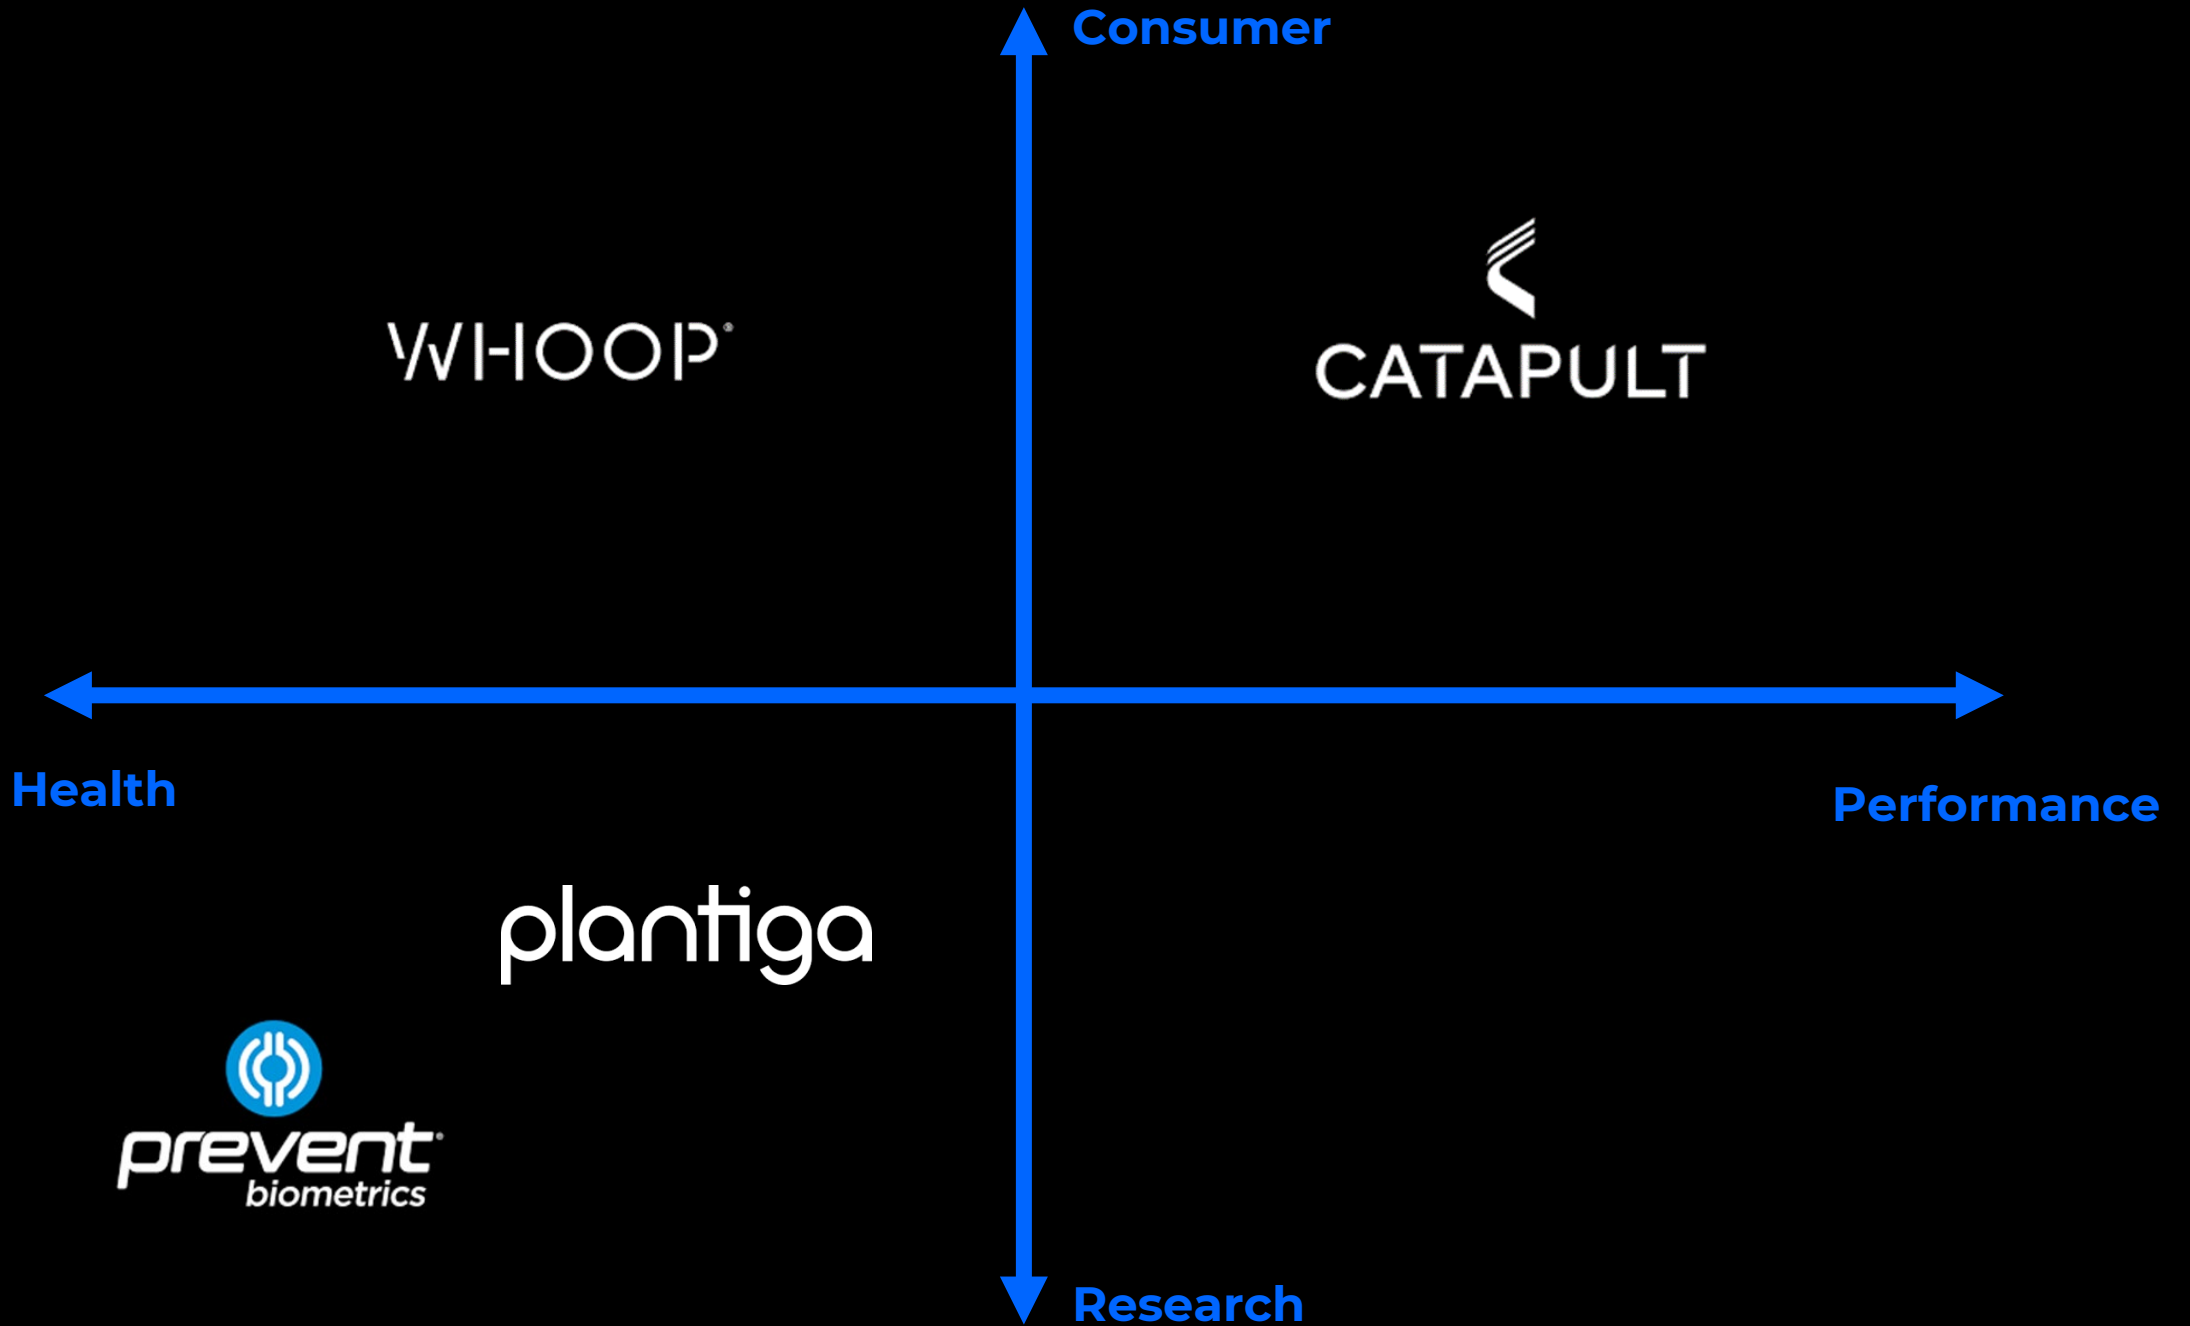 Consumer
WHOOP®
CATAPULT
Health
Performance
plantiga
prevent®
biometrics
Research